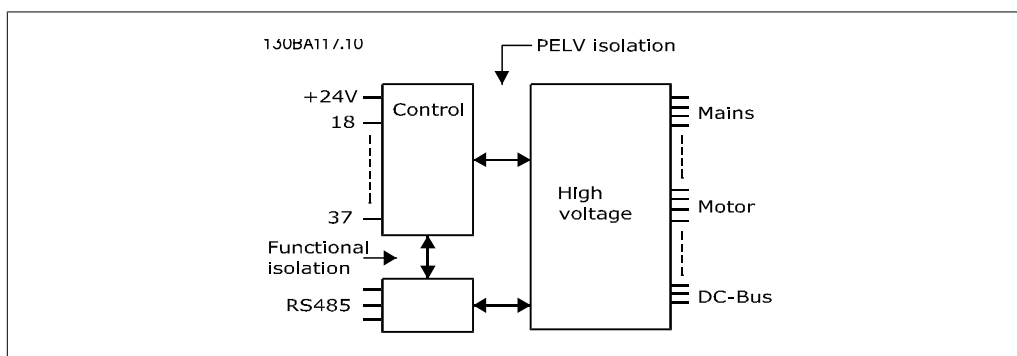 130BA117.10
PELV isolation
+24V
Control
18
Mains
High
voltage
37
Motor
Functional
isolation
RS485
DC-Bus